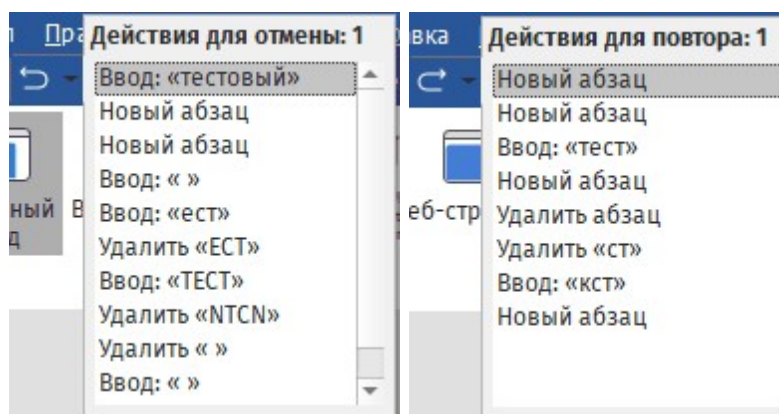 Пра
Действия для отмены: 1
Ввод: «тестовый»
Новый абзац
Новый абзац
Ввод: « »
Ввод: «ест»
Удалить «ЕСТ»
Ввод: «ТЕСТ»
Удалить «NTCN»
Удалить « »
Ввод: « »
ный В
д
вка
Действия для повтора: 1
Новый абзац
Новый абзац
Ввод: «тест»
Новый абзац
Удалить абзац
Удалить «ст»
Ввод: «кст»
Новый абзац
еб-стр